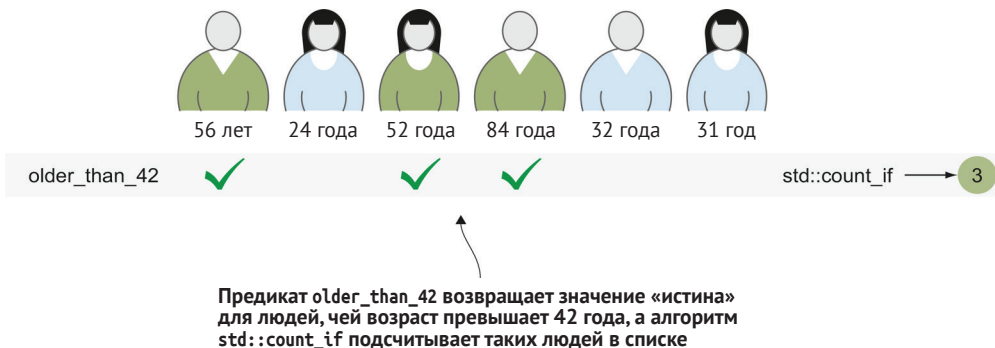 56 лет 24 года 52 года 84 года 32 года 31 год
older_than_42 std::count_if 3
Предикат older_than_42 возвращает значение «истина»
для людей, чей возраст превышает 42 года, а алгоритм
std::count_if подсчитывает таких людей в списке